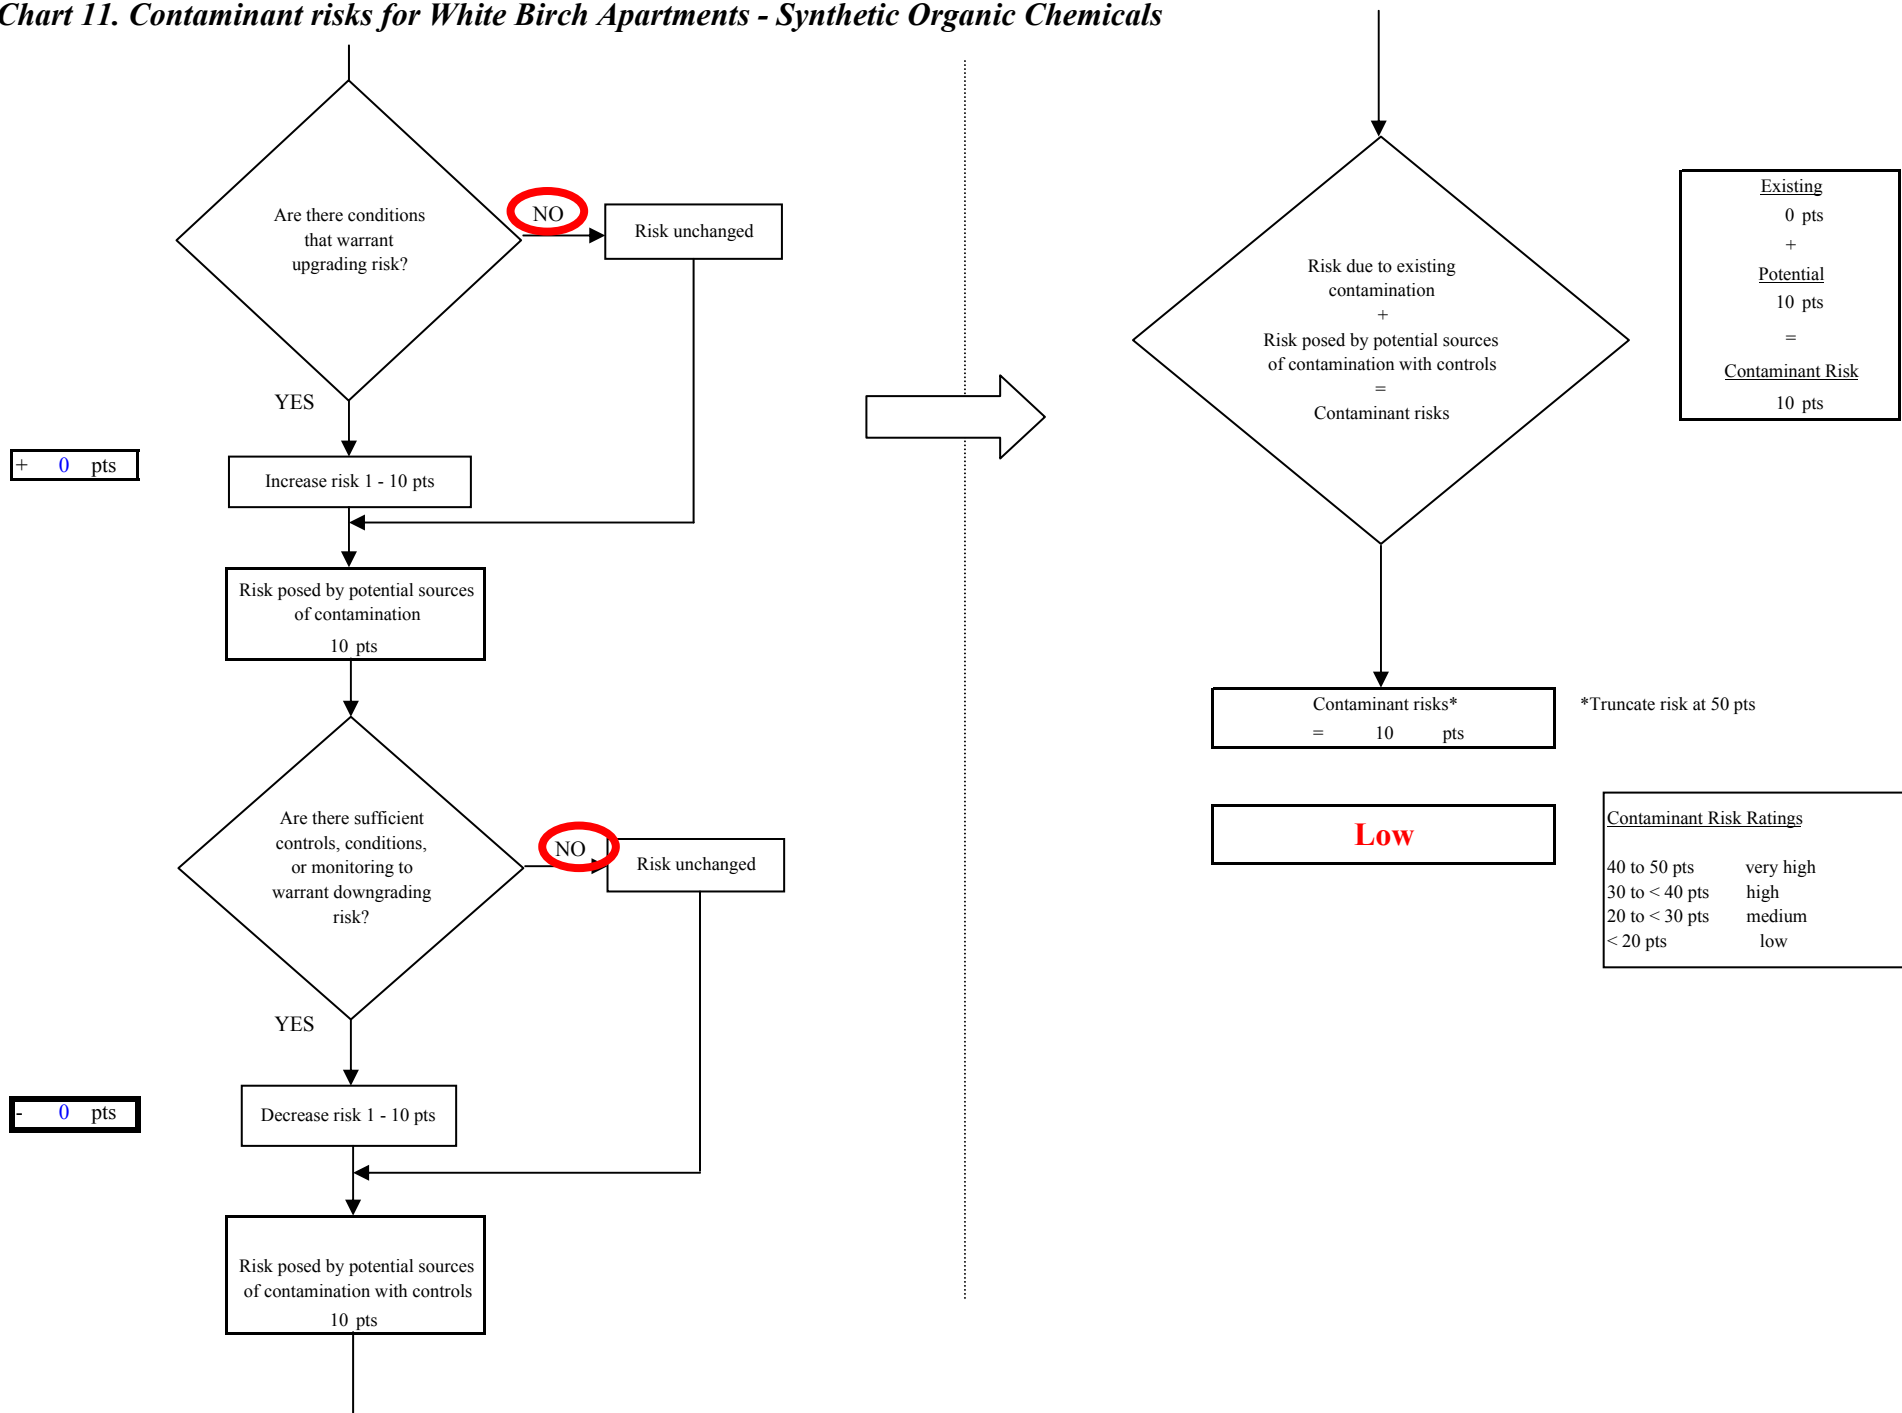 Chart 11. Contaminant risks for White Birch Apartments - Synthetic Organic Chemicals
Are there conditions
that warrant
upgrading risk?
NO
Risk unchanged
YES
+ 0 pts
Increase risk 1 - 10 pts
Risk posed by potential sources
of contamination
10 pts
Are there sufficient
controls, conditions,
or monitoring to
warrant downgrading
risk?
NO
Risk unchanged
YES
- 0 pts
Decrease risk 1 - 10 pts
Risk posed by potential sources
of contamination with controls
10 pts
Risk due to existing
contamination
+
Risk posed by potential sources
of contamination with controls
=
Contaminant risks
Existing
0 pts
+
Potential
10 pts
=
Contaminant Risk
10 pts
Contaminant risks*
= 10 pts
*Truncate risk at 50 pts
Low
Contaminant Risk Ratings
40 to 50 pts very high
30 to < 40 pts high
20 to < 30 pts medium
< 20 pts low